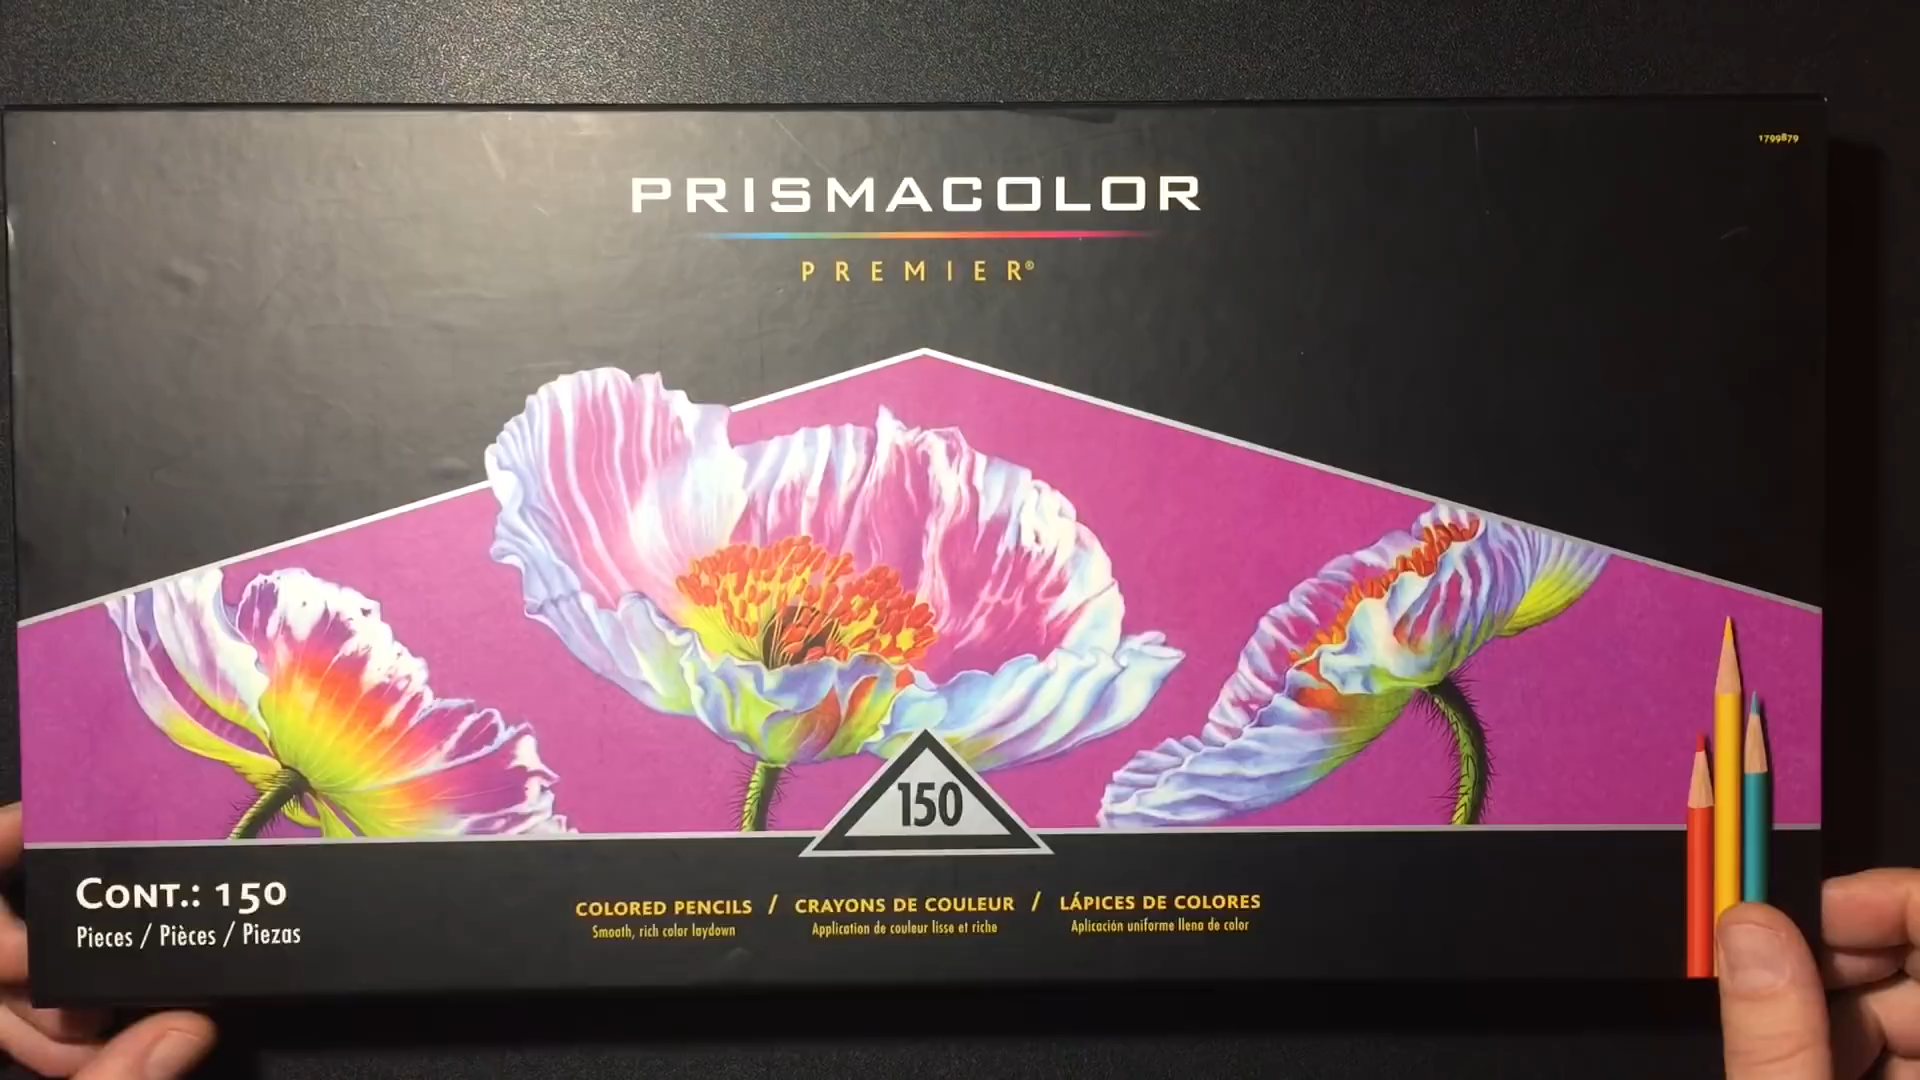 1799879
PRISMACOLOR
PREMIER®
150
CONT.: 150
Pieces / Pièces / Piezas
COLORED PENCILS / CRAYONS DE COULEUR / LÁPICES DE COLORES
Smooth, rich color laydown Application de couleur lisse et riche Aplicación uniforme llena de color